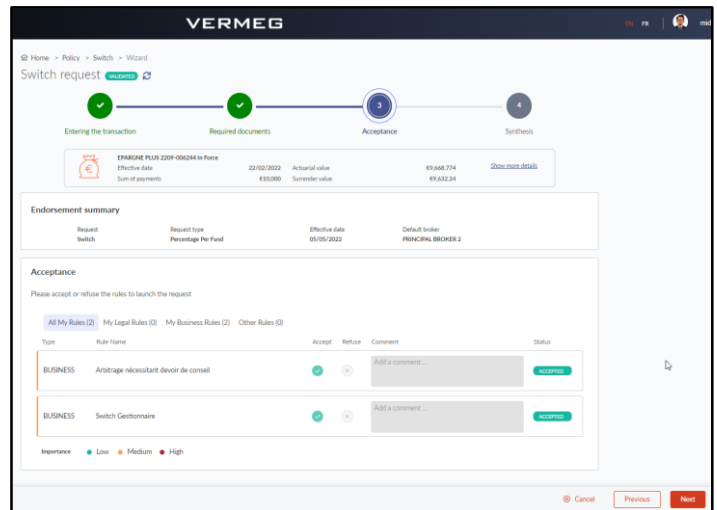 VERMEG
EN FR mid
Home > Policy > Switch > Wizard
Switch request VALIDATED
3 4
Entering the transaction Required documents Acceptance Synthesis
EPARGNE PLUS 2209-006244 In Force
Effective date 22/02/2022 Actuarial value €9,668.774 Show more details
Sum of payments €10,000 Surrender value €9,632.24
Endorsement summary
Request Request type Effective date Default broker
Switch Percentage Per Fund 05/05/2022 PRINCIPAL BROKER 2
Acceptance
Please accept or refuse the rules to launch the request
All My Rules (2) My Legal Rules (0) My Business Rules (2) Other Rules (0)
Type Rule Name Accept Refuse Comment Status
BUSINESS Arbitrage nécessitant devoir de conseil Add a comment ... ACCEPTED
BUSINESS Switch Gestionnaire Add a comment ... ACCEPTED
Importance Low Medium High
Cancel Previous Next